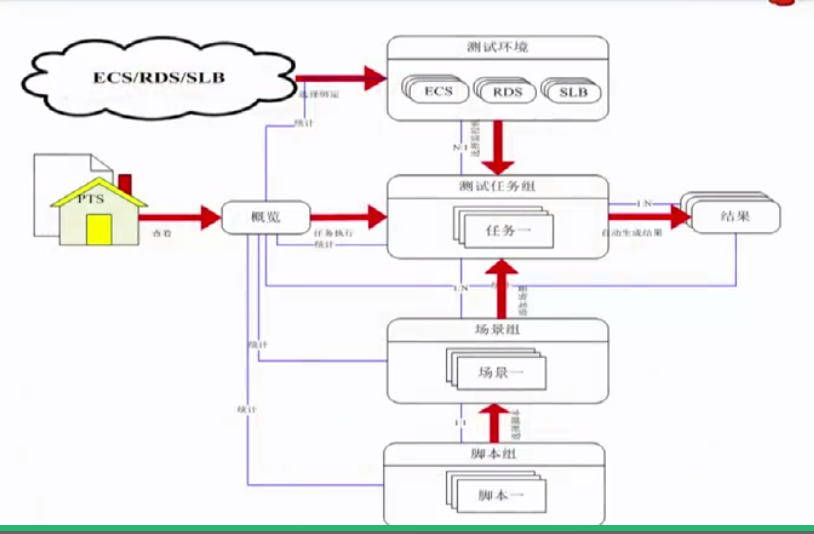 测试环境
ECS/RDS/SLB
ECS
RDS
SLB
选择绑定
统计
N:1
测试任务组
PTS
概览
任务一
1:N
结果
查看
任务执行
统计
自动生成结果
1:N
统计
场景组
统计
场景一
统计
1:1
脚本组
脚本一